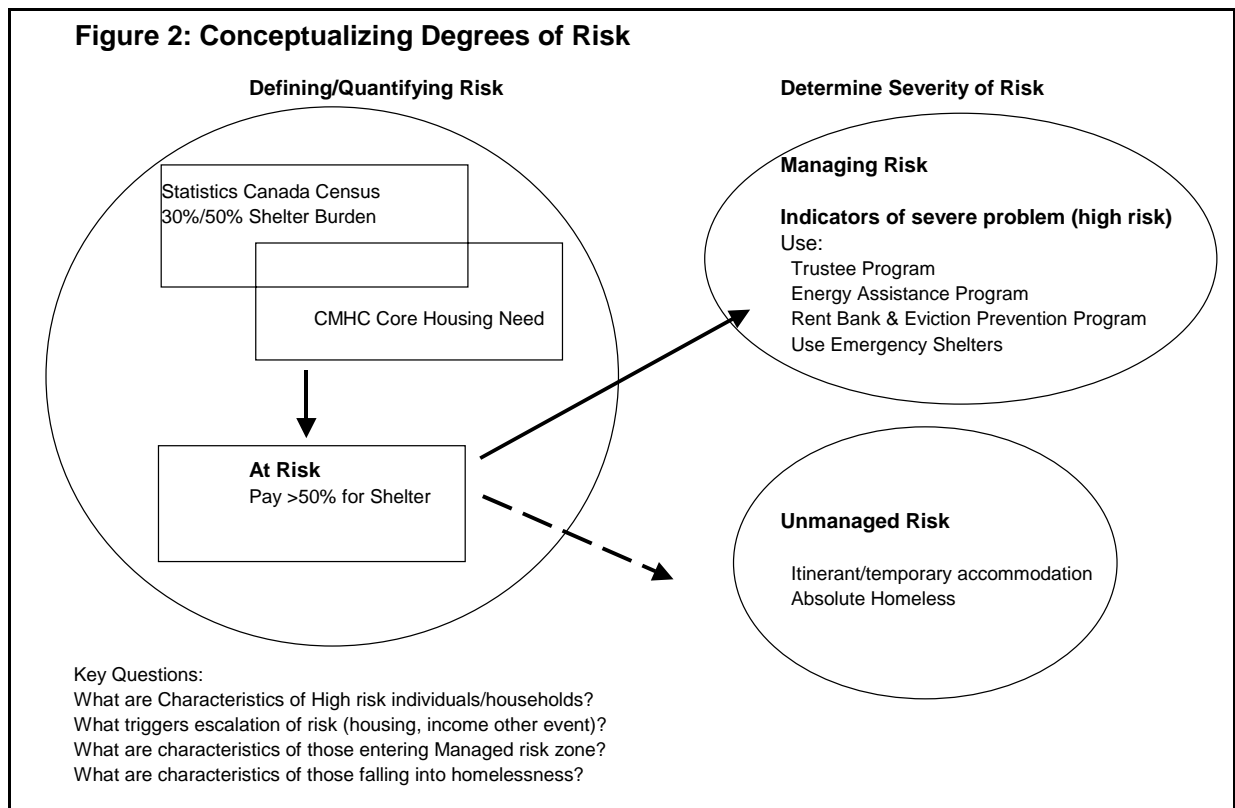 Figure 2: Conceptualizing Degrees of Risk
Defining/Quantifying Risk
Statistics Canada Census
30%/50% Shelter Burden
CMHC Core Housing Need
At Risk
Pay >50% for Shelter
Determine Severity of Risk
Managing Risk
Indicators of severe problem (high risk)
Use:
Trustee Program
Energy Assistance Program
Rent Bank & Eviction Prevention Program
Use Emergency Shelters
Unmanaged Risk
Itinerant/temporary accommodation
Absolute Homeless
Key Questions:
What are Characteristics of High risk individuals/households?
What triggers escalation of risk (housing, income other event)?
What are characteristics of those entering Managed risk zone?
What are characteristics of those falling into homelessness?